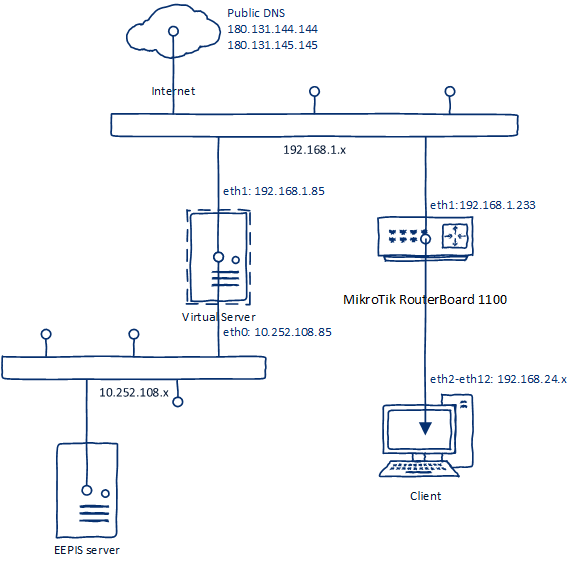 Public DNS
180.131.144.144
180.131.145.145
Internet
192.168.1.x
eth1: 192.168.1.85
eth1:192.168.1.233
MikroTik RouterBoard 1100
Virtual Server
eth0: 10.252.108.85
eth2-eth12: 192.168.24.x
10.252.108.x
Client
EEPIS server